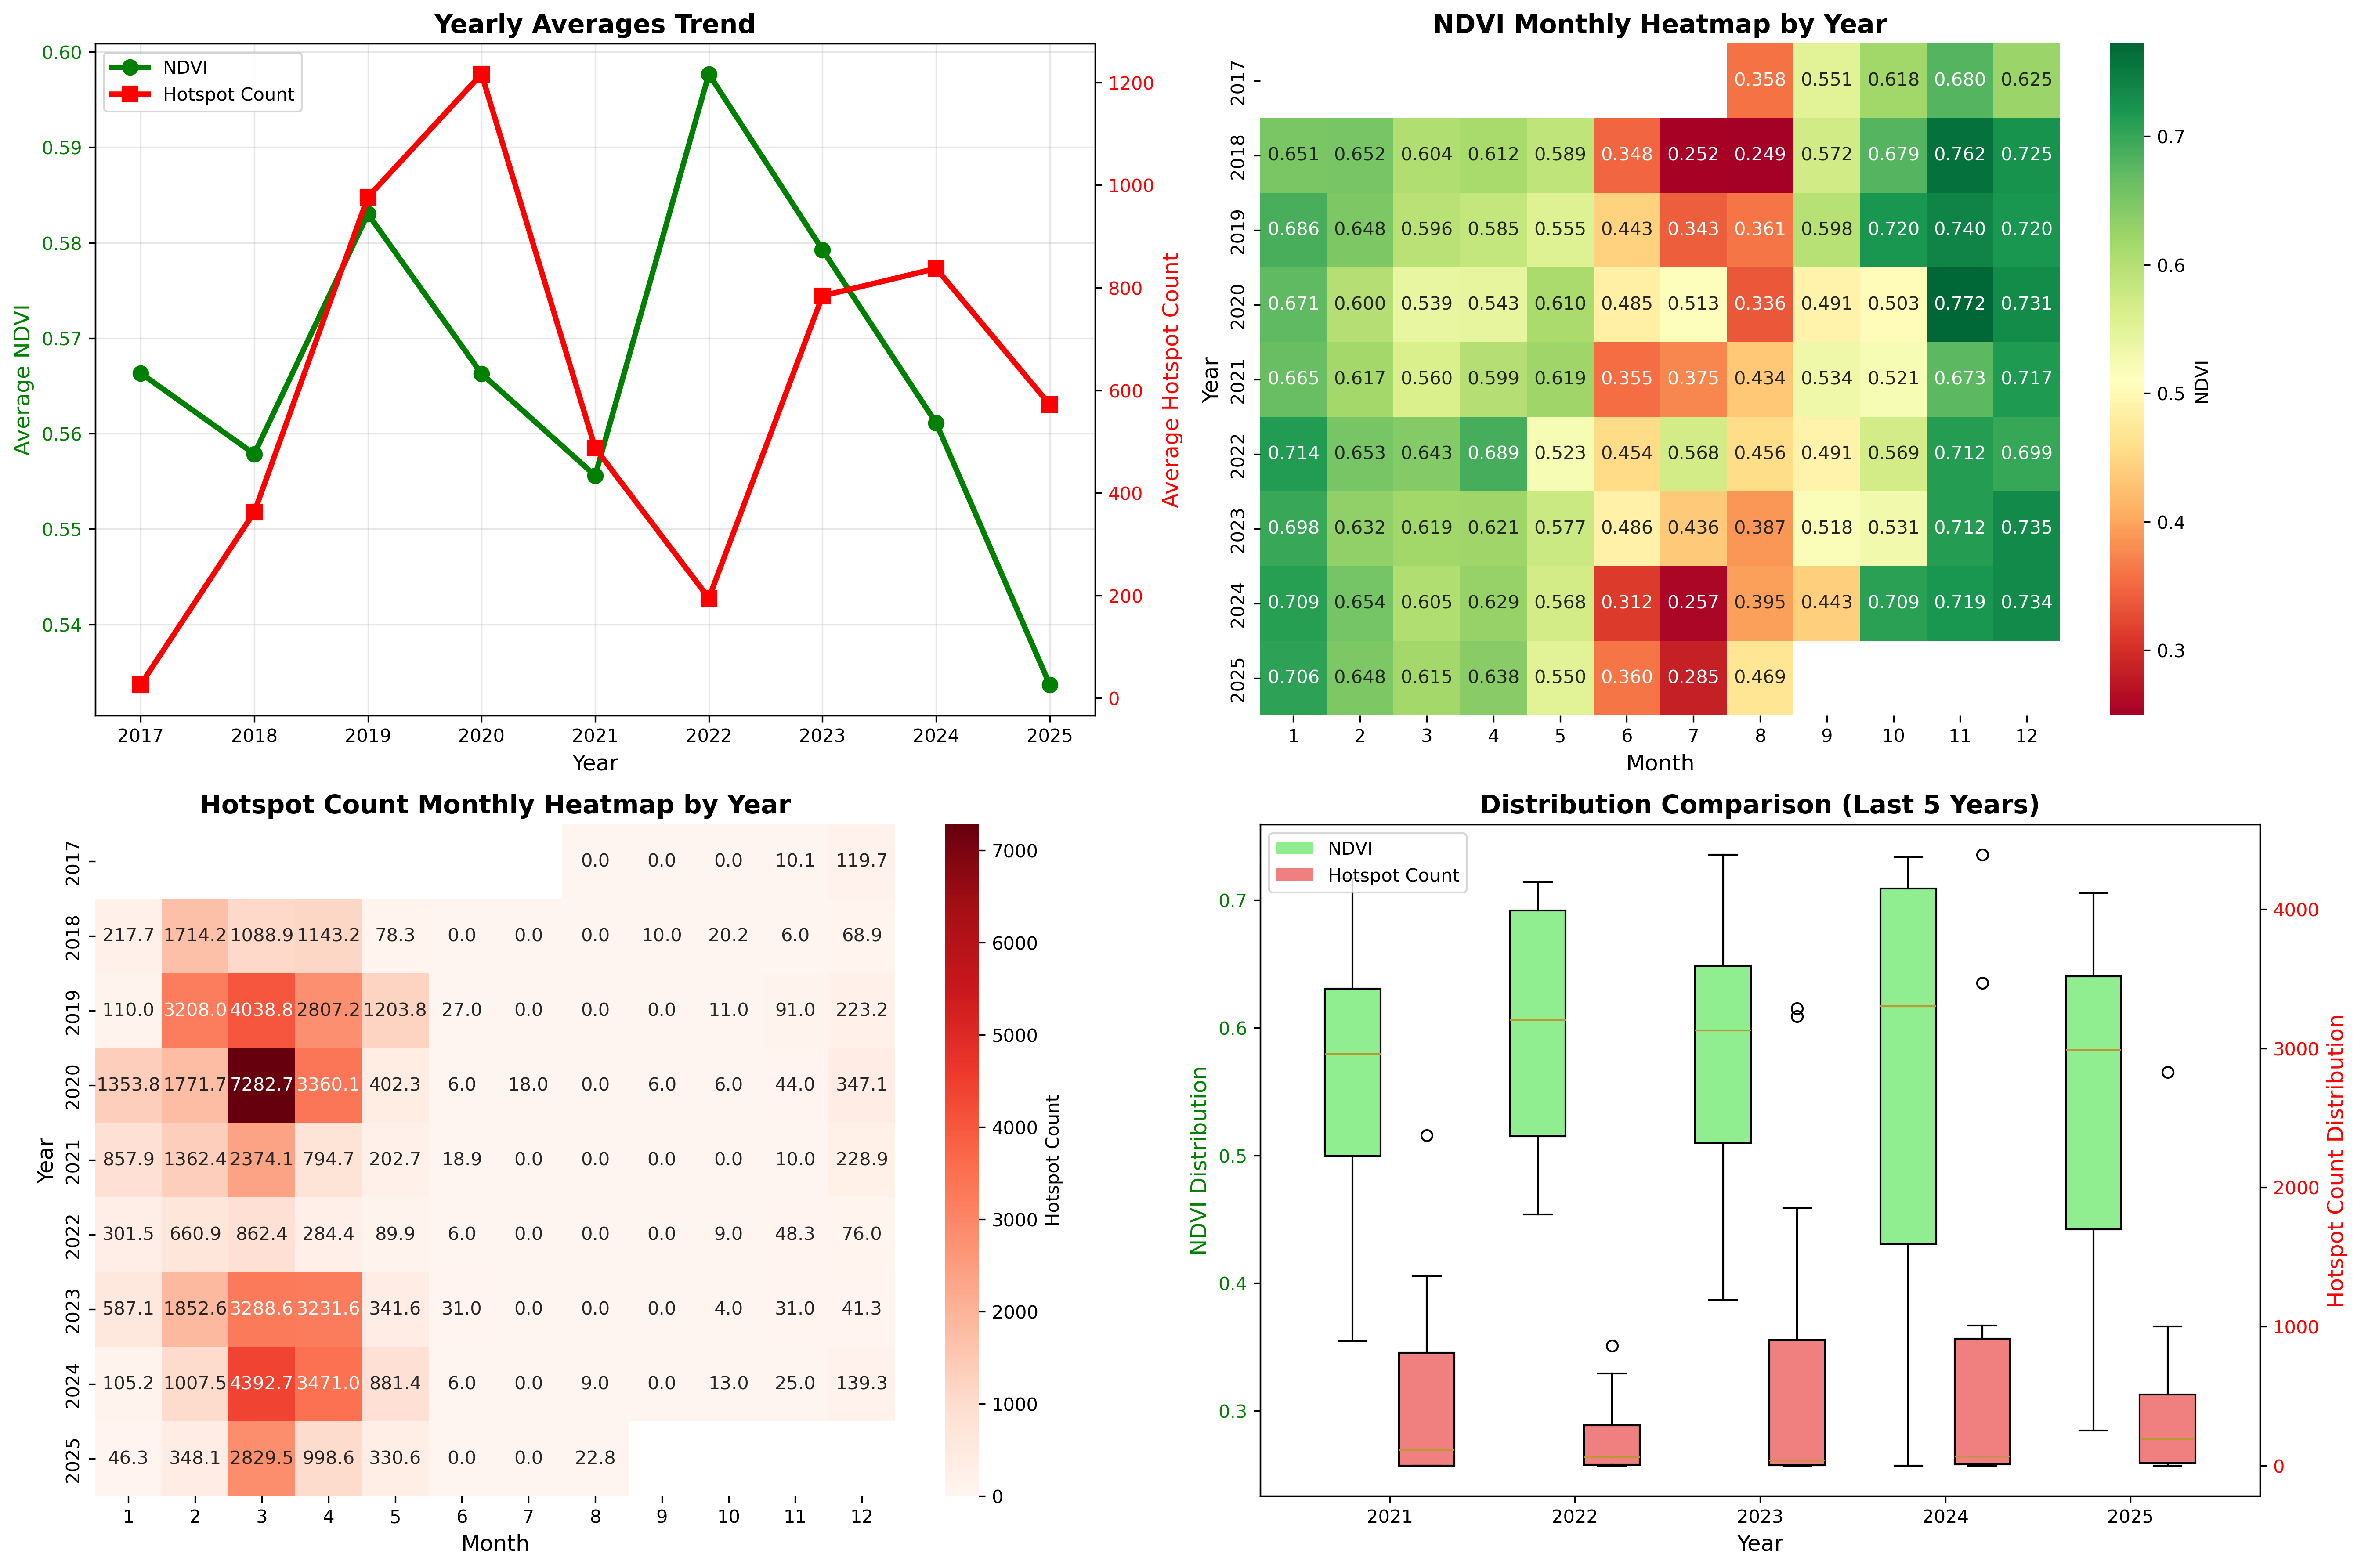 Yearly Averages Trend
NDVI
Hotspot Count
0.60
0.59
0.58
0.57
0.56
0.55
0.54
Average NDVI
1200
1000
800
600
400
200
0
Average Hotspot Count
2017 2018 2019 2020 2021 2022 2023 2024 2025
Year
NDVI Monthly Heatmap by Year
2017 0.358 0.551 0.618 0.680 0.625
2018 0.651 0.652 0.604 0.612 0.589 0.348 0.252 0.249 0.572 0.679 0.762 0.725
2019 0.686 0.648 0.596 0.585 0.555 0.443 0.343 0.361 0.598 0.720 0.740 0.720
2020 0.671 0.600 0.539 0.543 0.610 0.485 0.513 0.336 0.491 0.503 0.772 0.731
2021 0.665 0.617 0.560 0.599 0.619 0.355 0.375 0.434 0.534 0.521 0.673 0.717
2022 0.714 0.653 0.643 0.689 0.523 0.454 0.568 0.456 0.491 0.569 0.712 0.699
2023 0.698 0.632 0.619 0.621 0.577 0.486 0.436 0.387 0.518 0.531 0.712 0.735
2024 0.709 0.654 0.605 0.629 0.568 0.312 0.257 0.395 0.443 0.709 0.719 0.734
2025 0.706 0.648 0.615 0.638 0.550 0.360 0.285 0.469
Year
1 2 3 4 5 6 7 8 9 10 11 12
Month
0.7
0.6
0.5
0.4
0.3
NDVI
Hotspot Count Monthly Heatmap by Year
2017 0.0 0.0 0.0 10.1 119.7
2018 217.7 1714.2 1088.9 1143.2 78.3 0.0 0.0 0.0 10.0 20.2 6.0 68.9
2019 110.0 3208.0 4038.8 2807.2 1203.8 27.0 0.0 0.0 0.0 11.0 91.0 223.2
2020 1353.8 1771.7 7282.7 3360.1 402.3 6.0 18.0 0.0 6.0 6.0 44.0 347.1
2021 857.9 1362.4 2374.1 794.7 202.7 18.9 0.0 0.0 0.0 0.0 10.0 228.9
2022 301.5 660.9 862.4 284.4 89.9 6.0 0.0 0.0 0.0 9.0 48.3 76.0
2023 587.1 1852.6 3288.6 3231.6 341.6 31.0 0.0 0.0 0.0 4.0 31.0 41.3
2024 105.2 1007.5 4392.7 3471.0 881.4 6.0 0.0 9.0 0.0 13.0 25.0 139.3
2025 46.3 348.1 2829.5 998.6 330.6 0.0 0.0 22.8
Year
1 2 3 4 5 6 7 8 9 10 11 12
Month
7000
6000
5000
4000
3000
2000
1000
0
Hotspot Count
Distribution Comparison (Last 5 Years)
NDVI
Hotspot Count
0.7
0.6
0.5
0.4
0.3
NDVI Distribution
4000
3000
2000
1000
0
Hotspot Count Distribution
2021 2022 2023 2024 2025
Year